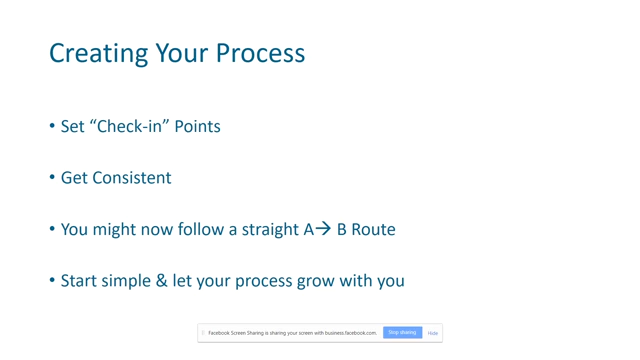 Creating Your Process
• Set “Check-in” Points
• Get Consistent
• You might now follow a straight A→ B Route
• Start simple & let your process grow with you
Facebook Screen Sharing is sharing your screen with business.facebook.com. Stop sharing Hide